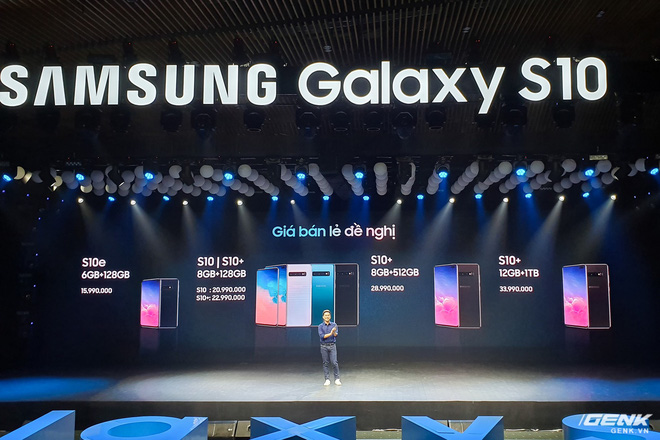 SAMSUNG Galaxy S10
Giá bán lẻ đề nghị
S10e
6GB+128GB
15.990.000
S10 | S10+
8GB+128GB
S10 : 20.990.000
S10+: 22.990.000
S10+
8GB+512GB
28.990.000
S10+
12GB+1TB
33.990.000
GENK
GENK.VN